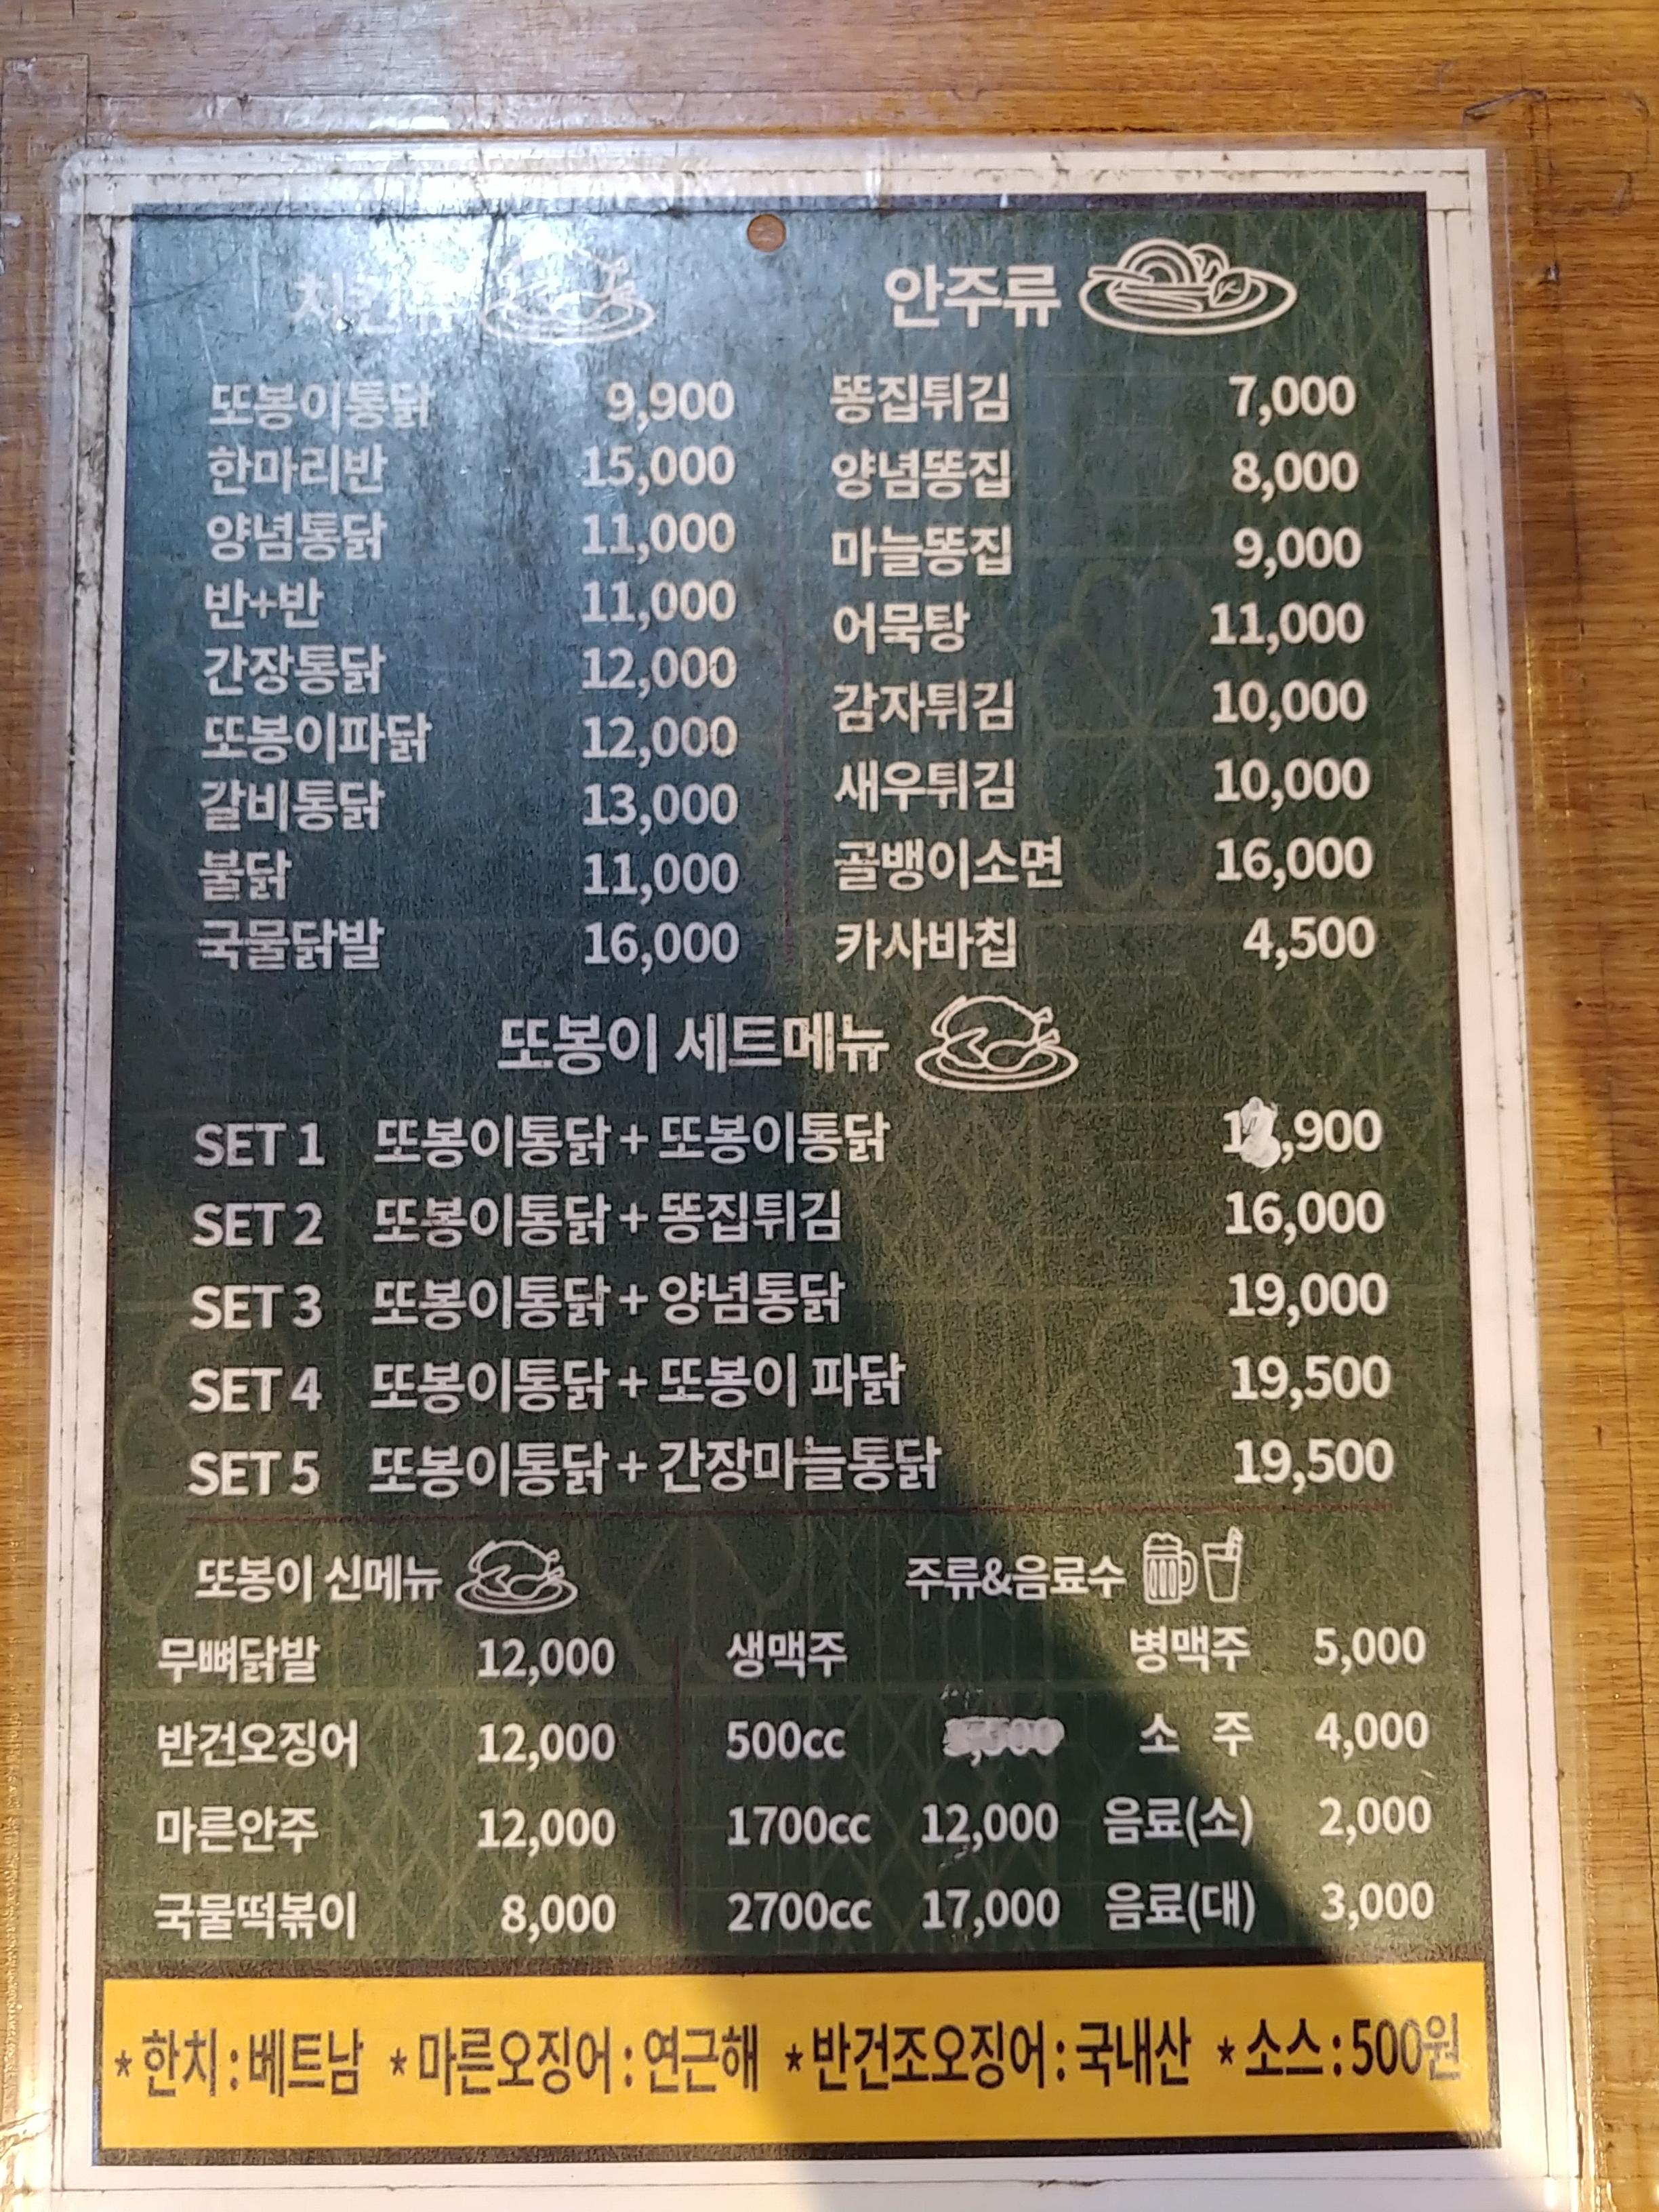 치킨류
또봉이통닭 9,900
한마리반 15,000
양념통닭 11,000
반+반 11,000
간장통닭 12,000
또봉이파닭 12,000
갈비통닭 13,000
불닭 11,000
국물닭발 16,000
안주류
똥집튀김 7,000
양념똥집 8,000
마늘똥집 9,000
어묵탕 11,000
감자튀김 10,000
새우튀김 10,000
골뱅이소면 16,000
카사바칩 4,500
또봉이 세트메뉴
SET 1 또봉이통닭 + 또봉이통닭
SET 2 또봉이통닭 + 똥집튀김 16,000
SET 3 또봉이통닭 + 양념통닭 19,000
SET 4 또봉이통닭 + 또봉이 파닭 19,500
SET 5 또봉이통닭 + 간장마늘통닭 19,500
또봉이 신메뉴
무뼈닭발 12,000
반건오징어 12,000
마른안주 12,000
국물떡볶이 8,000
주류&음료수
생맥주 병맥주 5,000
500cc 소 주 4,000
1700cc 12,000 음료(소) 2,000
2700cc 17,000 음료(대) 3,000
*한치:베트남 *마른오징어:연근해 *반건조오징어:국내산 *소스:500원